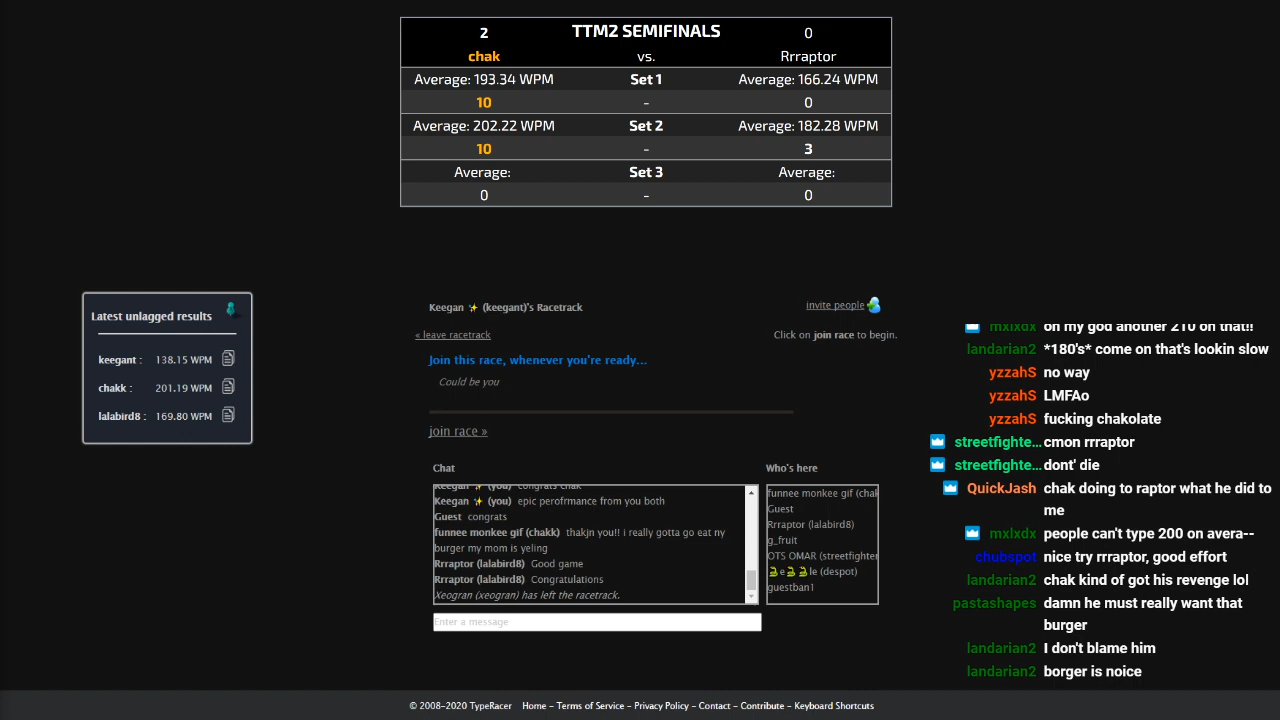 2 TTM2 SEMIFINALS 0
chak vs. Rrraptor
Average: 193.34 WPM Set 1 Average: 166.24 WPM
10 - 0
Average: 202.22 WPM Set 2 Average: 182.28 WPM
10 - 3
Average: Set 3 Average:
0 - 0
Latest unlagged results
keegant : 138.15 WPM
chakk : 201.19 WPM
lalabird8 : 169.80 WPM
Keegan ✨ (keegant)'s Racetrack
invite people
« leave racetrack
Click on join race to begin.
Join this race, whenever you're ready...
Could be you
join race »
Chat
Keegan ✨ (you) congrats chak
Keegan ✨ (you) epic perofrmance from you both
Guest congrats
funnee monkee gif (chakk) thakjn you!! i really gotta go eat ny
burger my mom is yeling
Rrraptor (lalabird8) Good game
Rrraptor (lalabird8) Congratulations
Xeogran (xeogran) has left the racetrack.
Enter a message
Who's here
funnee monkee gif (chak
Guest
Rrraptor (lalabird8)
g_fruit
OTS OMAR (streetfighter
🐍e🐍🐍le (despot)
guestban1
mxlxdx on my god another 210 on that!!
landarian2 *180's* come on that's lookin slow
yzzahS no way
yzzahS LMFAo
yzzahS fucking chakolate
streetfighte... cmon rrraptor
streetfighte... dont' die
QuickJash chak doing to raptor what he did to
me
mxlxdx people can't type 200 on avera--
chubspot nice try rrraptor, good effort
landarian2 chak kind of got his revenge lol
pastashapes damn he must really want that
burger
landarian2 I don't blame him
landarian2 borger is noice
© 2008-2020 TypeRacer Home – Terms of Service – Privacy Policy – Contact – Contribute – Keyboard Shortcuts